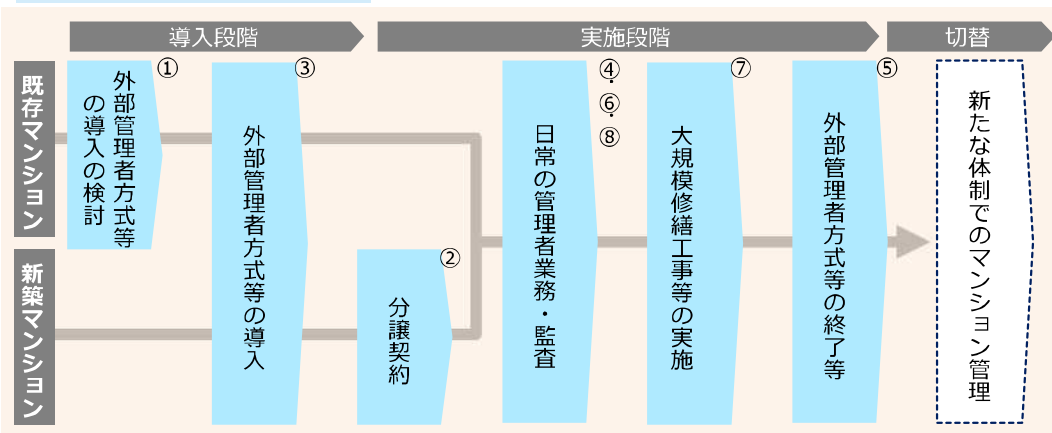 導入段階
実施段階
切替
既存マンション
新築マンション
外部管理者方式等
の導入の検討
①
外部管理者方式等の導入
③
分譲契約
②
日常の管理者業務・監査
④・⑥・⑧
大規模修繕工事等の実施
⑦
外部管理者方式等の終了等
⑤
新たな体制でのマンション管理